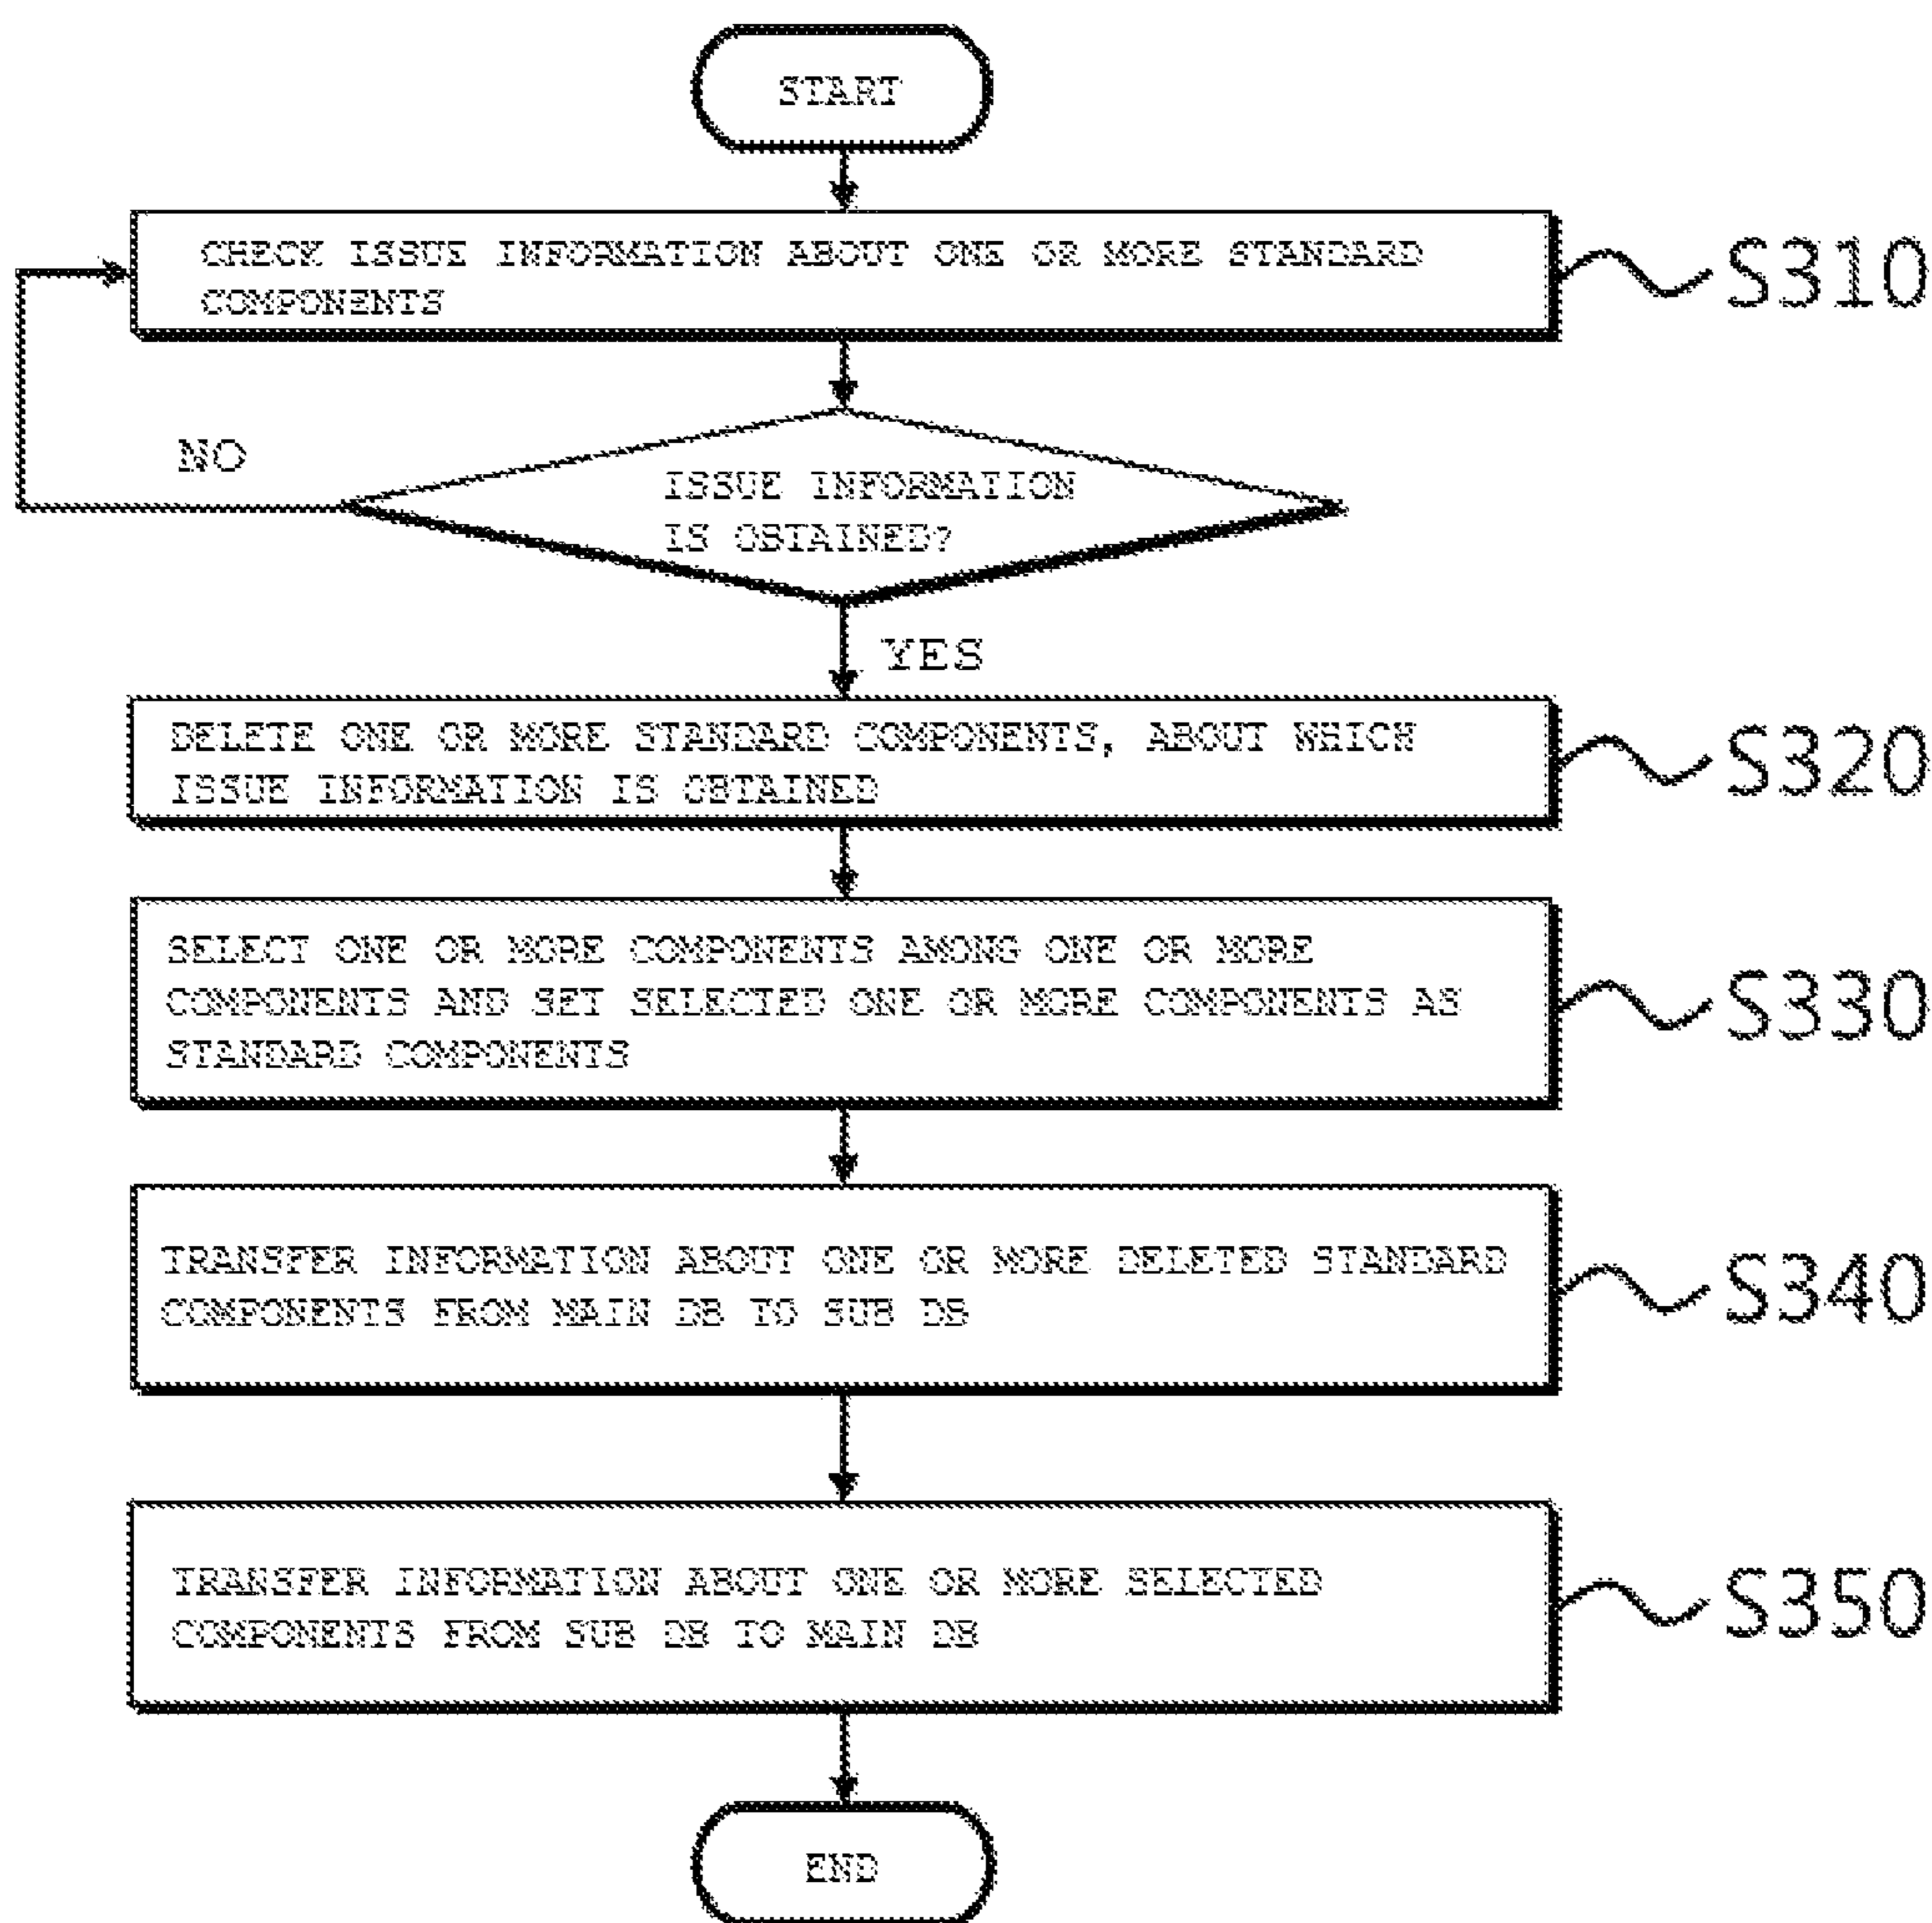 START
CHECK ISSUE INFORMATION ABOUT ONE OR MORE STANDARD
COMPONENTS
S310
NO
ISSUE INFORMATION
IS OBTAINED?
YES
DELETE ONE OR MORE STANDARD COMPONENTS, ABOUT WHICH
ISSUE INFORMATION IS OBTAINED
S320
SELECT ONE OR MORE COMPONENTS AMONG ONE OR MORE
COMPONENTS AND SET SELECTED ONE OR MORE COMPONENTS AS
STANDARD COMPONENTS
S330
TRANSFER INFORMATION ABOUT ONE OR MORE DELETED STANDARD
COMPONENTS FROM MAIN DB TO SUB DB
S340
TRANSFER INFORMATION ABOUT ONE OR MORE SELECTED
COMPONENTS FROM SUB DB TO MAIN DB
S350
END